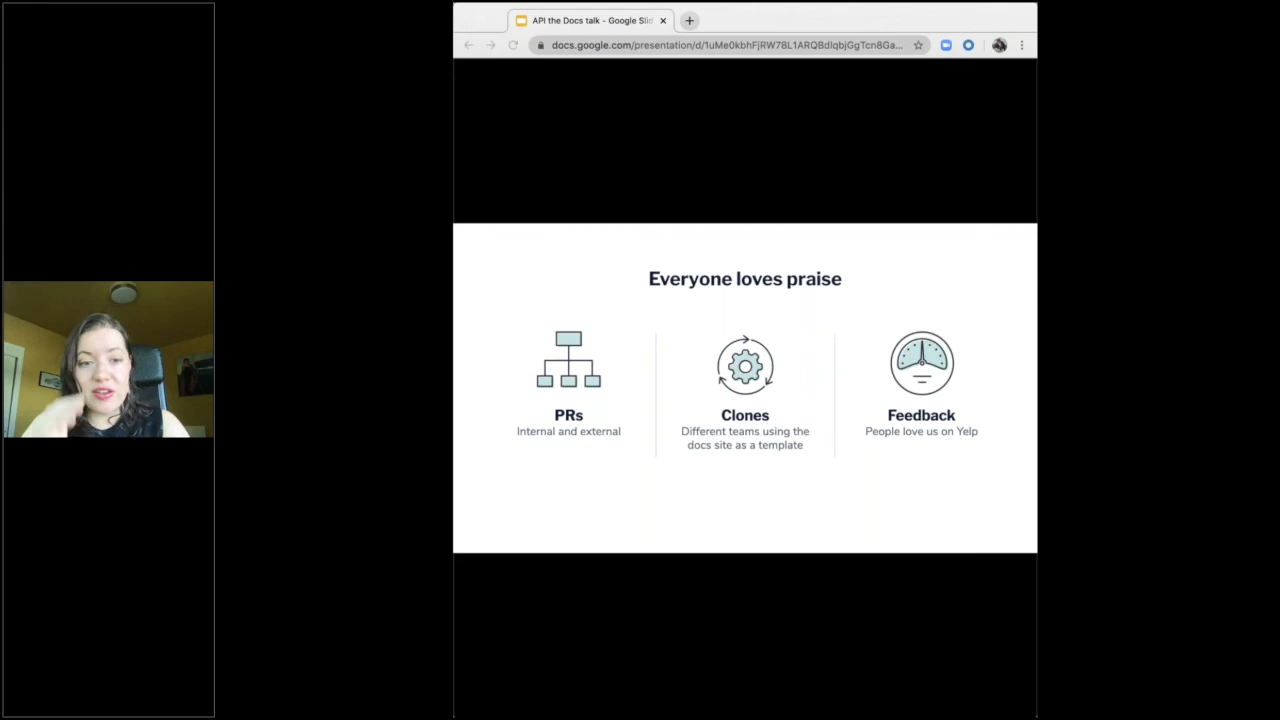 API the Docs talk - Google Slid
docs.google.com/presentation/d/1uMe0kbhFjRW78L1ARQBdlqbjGgTcn8Ga...
Everyone loves praise
PRs
Internal and external
Clones
Different teams using the
docs site as a template
Feedback
People love us on Yelp